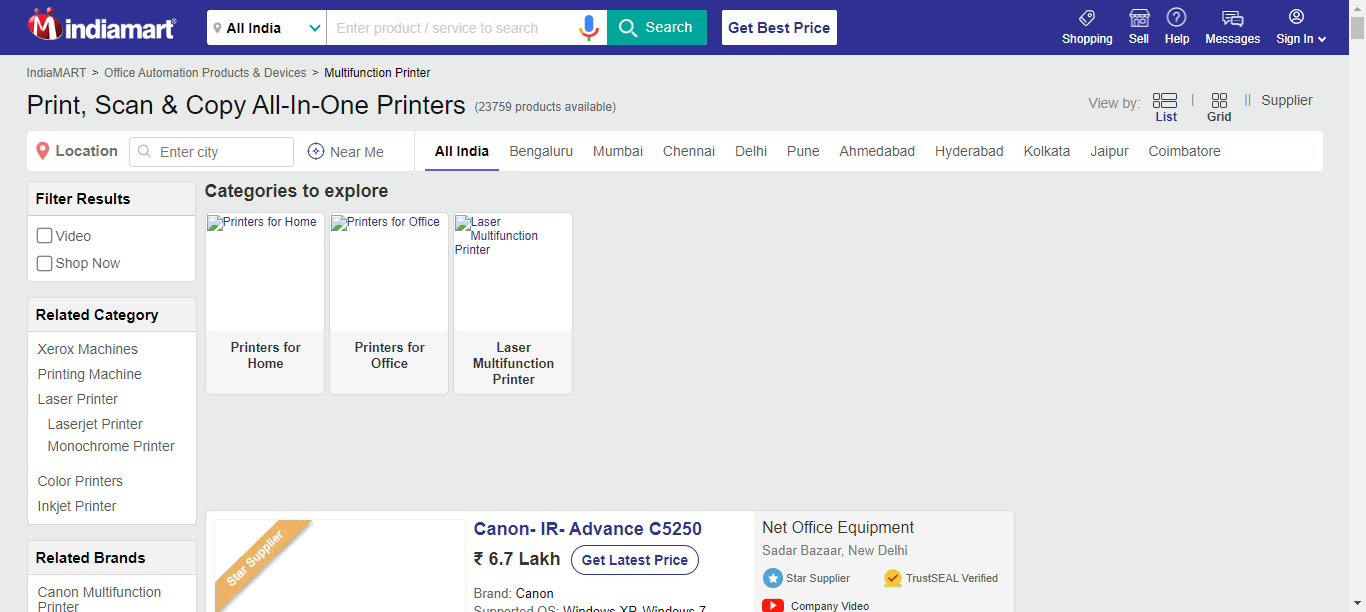 indiamart
All India
Enter product / service to search
Search
Get Best Price
Shopping
Sell
Help
Messages
Sign In
IndiaMART > Office Automation Products & Devices > Multifunction Printer
Print, Scan & Copy All-In-One Printers (23759 products available)
View by:
List
|
Grid
||
Supplier
Location
Enter city
Near Me
All India
Bengaluru
Mumbai
Chennai
Delhi
Pune
Ahmedabad
Hyderabad
Kolkata
Jaipur
Coimbatore
Filter Results
Video
Shop Now
Related Category
Xerox Machines
Printing Machine
Laser Printer
Laserjet Printer
Monochrome Printer
Color Printers
Inkjet Printer
Related Brands
Canon Multifunction
Printer
Categories to explore
Printers for Home
Printers for
Home
Printers for Office
Printers for
Office
Laser
Multifunction
Printer
Laser
Multifunction
Printer
Star Supplier
Canon- IR- Advance C5250
₹ 6.7 Lakh
Get Latest Price
Brand: Canon
Supported OS: Windows XP, Windows 7,
Net Office Equipment
Sadar Bazaar, New Delhi
Star Supplier
TrustSEAL Verified
Company Video